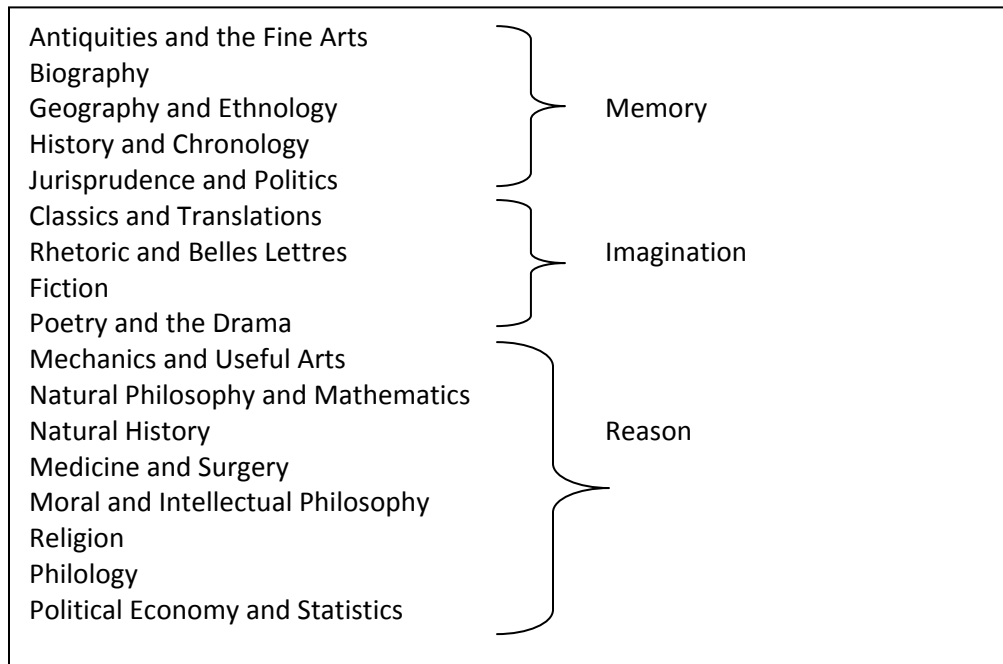 Antiquities and the Fine Arts
Biography
Geography and Ethnology
Memory
History and Chronology
Jurisprudence and Politics
Classics and Translations
Rhetoric and Belles Lettres
Imagination
Fiction
Poetry and the Drama
Mechanics and Useful Arts
Natural Philosophy and Mathematics
Natural History
Reason
Medicine and Surgery
Moral and Intellectual Philosophy
Religion
Philology
Political Economy and Statistics